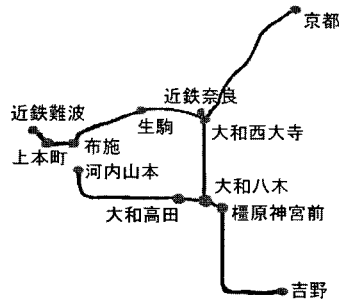 京都
近鉄奈良
近鉄難波
生駒
大和西大寺
上本町
布施
河内山本
大和八木
大和高田
橿原神宮前
吉野